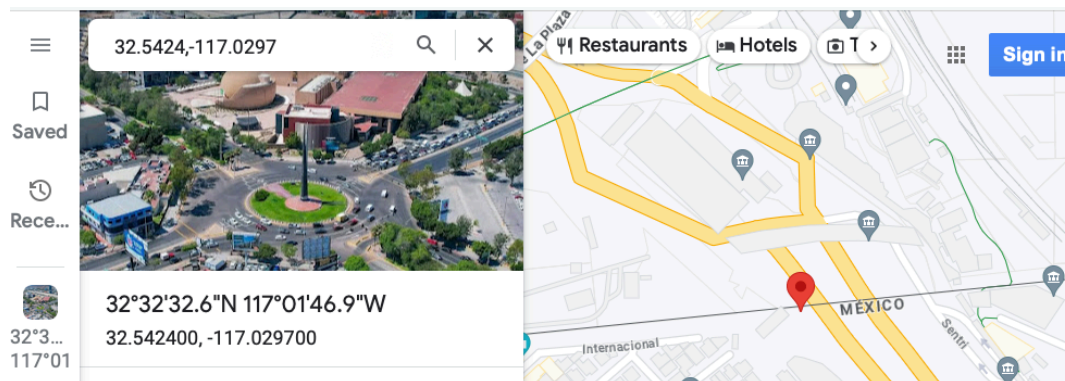 32.5424,-117.0297
Restaurants
Hotels
T
Sign in
Saved
Rece...
32°3...
117°01
32°32'32.6"N 117°01'46.9"W
32.542400, -117.029700
e La Plaza
MÉXICO
Internacional
Sentri